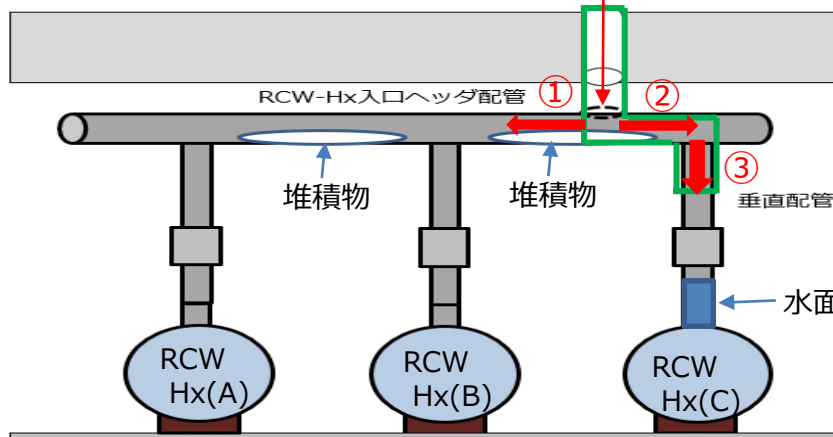 RCW-Hx入口ヘッダ配管
①
②
③
堆積物
堆積物
垂直配管
水面
RCW
Hx(A)
RCW
Hx(B)
RCW
Hx(C)